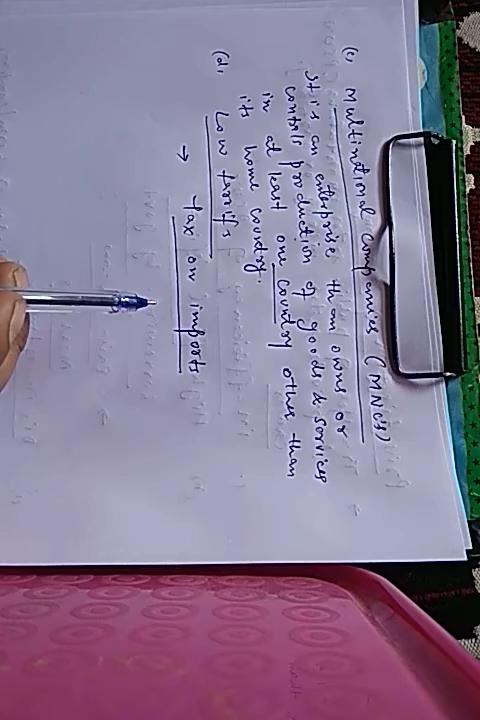 (c) Multinational Companies (MNCs)
It is an enterprise than owns or
controls production of goods & services
in at least one country other than
its home country.
(d) Low tariffs
→ tax on imports